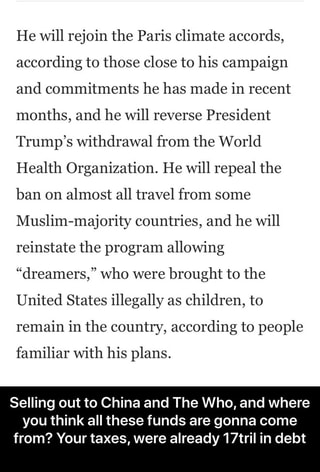 He will rejoin the Paris climate accords,
according to those close to his campaign
and commitments he has made in recent
months, and he will reverse President
Trump’s withdrawal from the World
Health Organization. He will repeal the
ban on almost all travel from some
Muslim-majority countries, and he will
reinstate the program allowing
“dreamers,” who were brought to the
United States illegally as children, to
remain in the country, according to people
familiar with his plans.
Selling out to China and The Who, and where
you think all these funds are gonna come
from? Your taxes, were already 17tril in debt